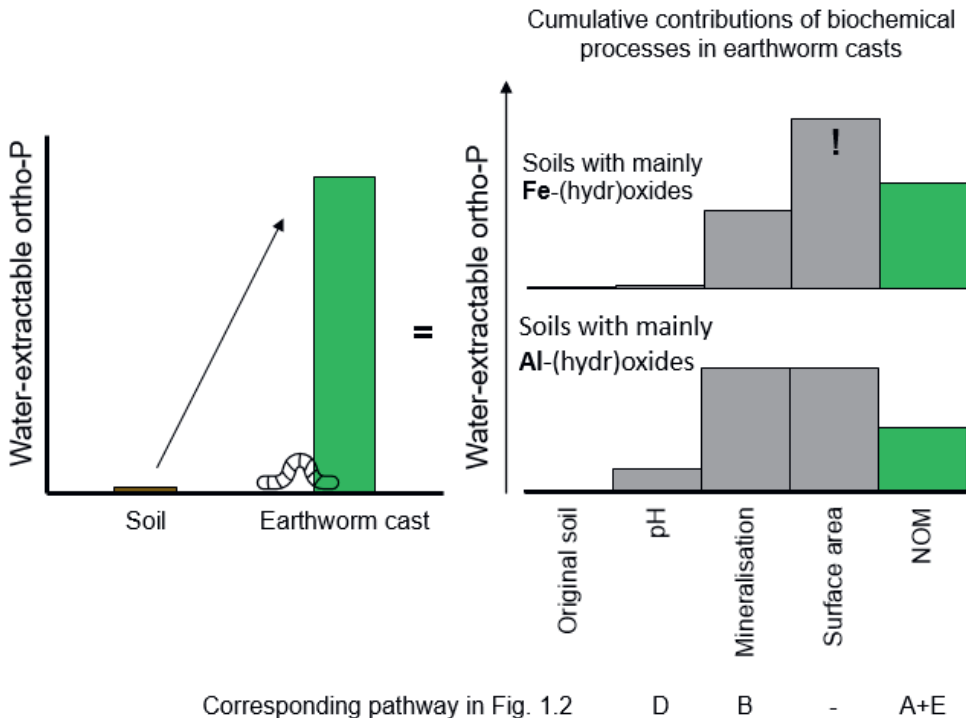 Cumulative contributions of biochemical
processes in earthworm casts
Water-extractable ortho-P
Soil
Earthworm cast
=
Water-extractable ortho-P
Soils with mainly
Fe-(hydr)oxides
!
Soils with mainly
Al-(hydr)oxides
Original soil
pH
Mineralisation
Surface area
NOM
Corresponding pathway in Fig. 1.2 D B - A+E